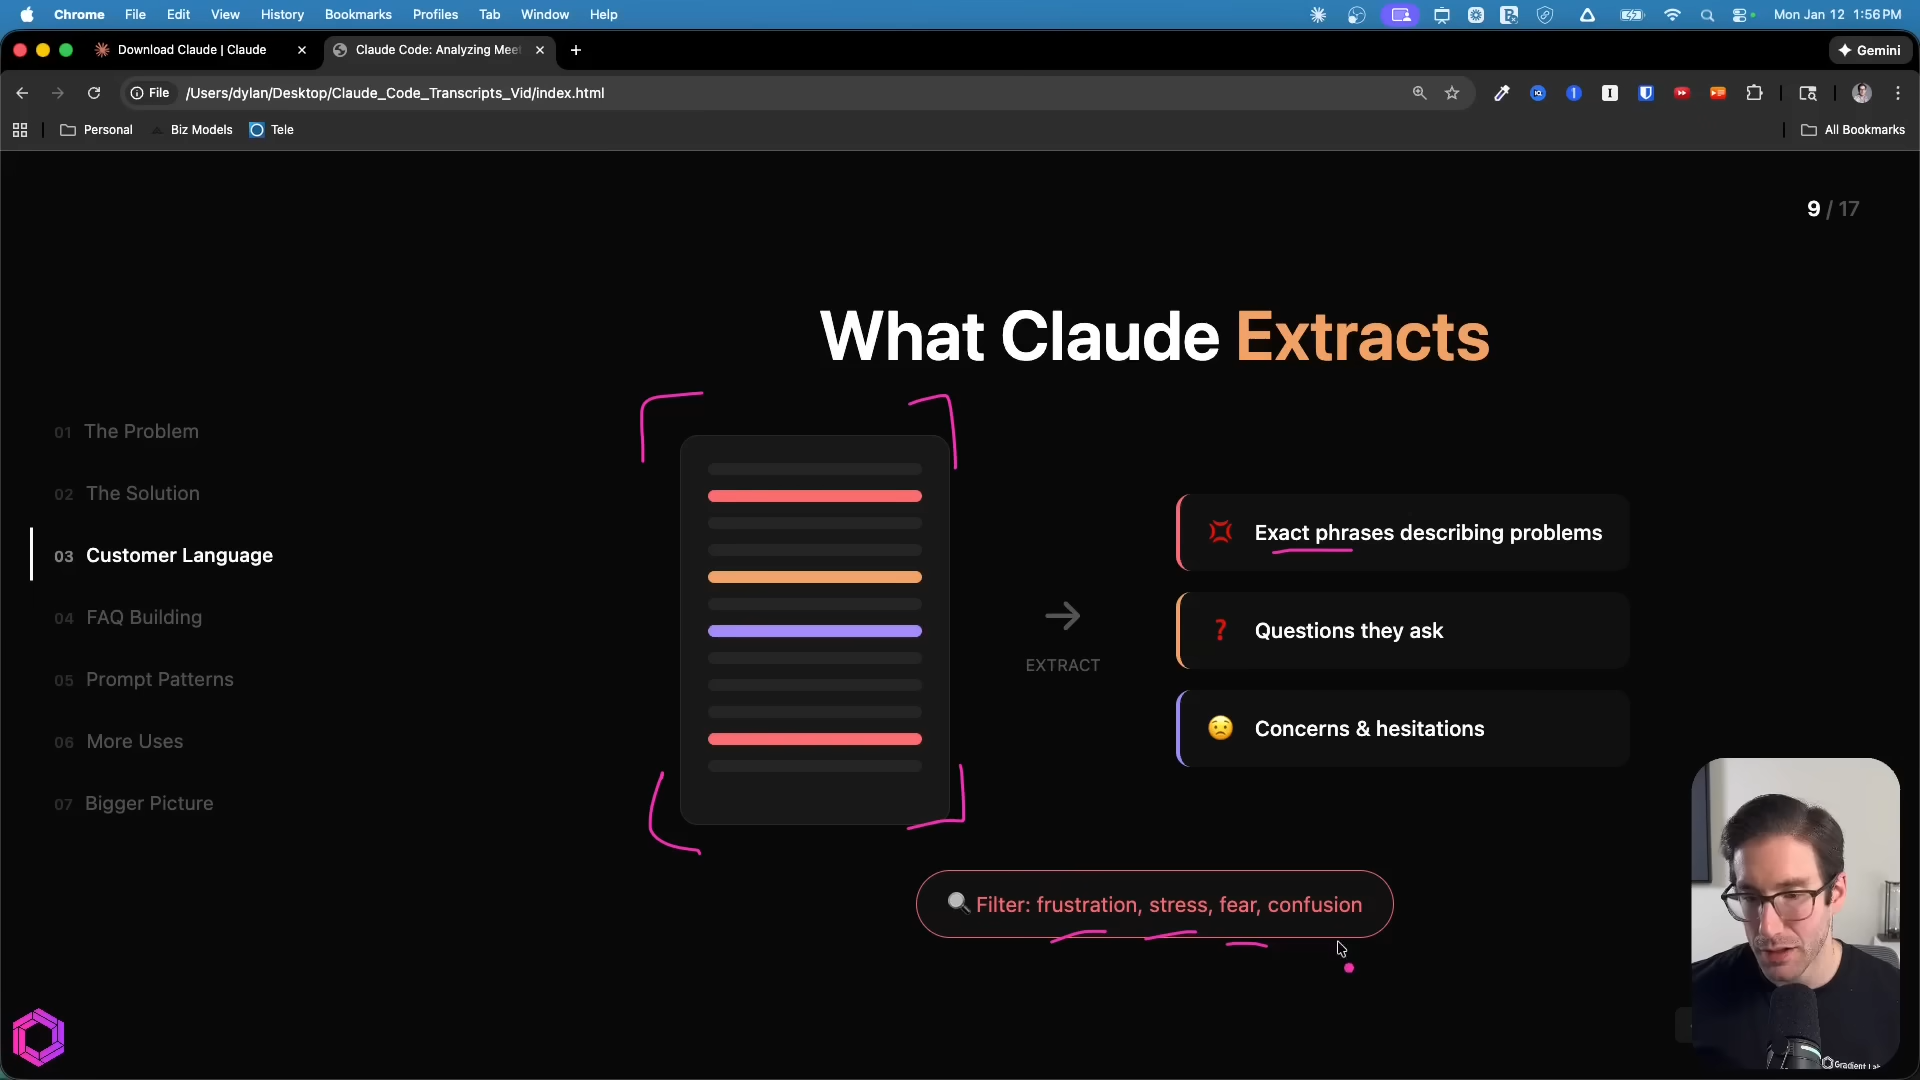 Chrome File Edit View History Bookmarks Profiles Tab Window Help Mon Jan 12 1:56 PM
Download Claude | Claude Claude Code: Analyzing Mee Gemini
File /Users/dylan/Desktop/Claude_Code_Transcripts_Vid/index.html
Personal Biz Models Tele All Bookmarks
9 / 17
What Claude Extracts
01 The Problem
02 The Solution
03 Customer Language
04 FAQ Building
05 Prompt Patterns
06 More Uses
07 Bigger Picture
EXTRACT
Exact phrases describing problems
❓ Questions they ask
Concerns & hesitations
Filter: frustration, stress, fear, confusion
Gradient Lab